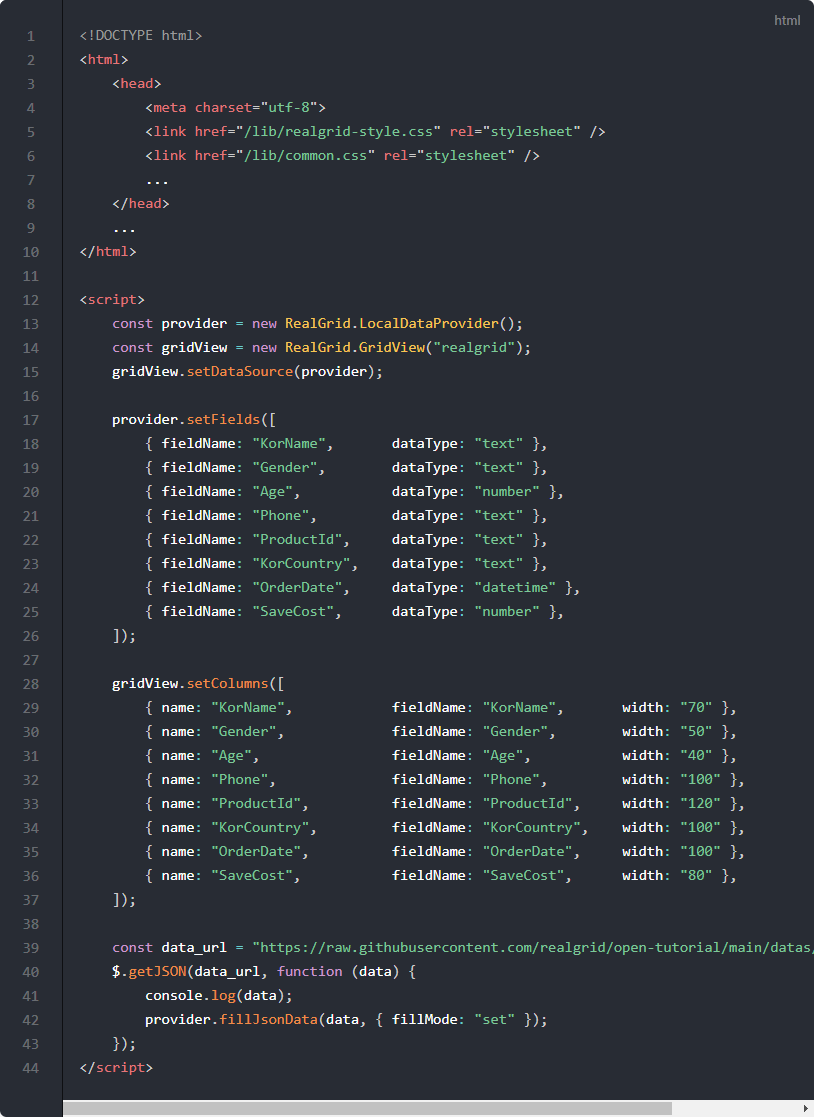 html
1 <!DOCTYPE html>
2 <html>
3     <head>
4         <meta charset="utf-8">
5         <link href="/lib/realgrid-style.css" rel="stylesheet" />
6         <link href="/lib/common.css" rel="stylesheet" />
7         ...
8     </head>
9     ...
10 </html>
11
12 <script>
13     const provider = new RealGrid.LocalDataProvider();
14     const gridView = new RealGrid.GridView("realgrid");
15     gridView.setDataSource(provider);
16
17     provider.setFields([
18         { fieldName: "KorName",       dataType: "text" },
19         { fieldName: "Gender",        dataType: "text" },
20         { fieldName: "Age",           dataType: "number" },
21         { fieldName: "Phone",         dataType: "text" },
22         { fieldName: "ProductId",     dataType: "text" },
23         { fieldName: "KorCountry",    dataType: "text" },
24         { fieldName: "OrderDate",     dataType: "datetime" },
25         { fieldName: "SaveCost",      dataType: "number" },
26     ]);
27
28     gridView.setColumns([
29         { name: "KorName",            fieldName: "KorName",       width: "70" },
30         { name: "Gender",             fieldName: "Gender",        width: "50" },
31         { name: "Age",                fieldName: "Age",           width: "40" },
32         { name: "Phone",              fieldName: "Phone",         width: "100" },
33         { name: "ProductId",          fieldName: "ProductId",     width: "120" },
34         { name: "KorCountry",         fieldName: "KorCountry",    width: "100" },
35         { name: "OrderDate",          fieldName: "OrderDate",     width: "100" },
36         { name: "SaveCost",           fieldName: "SaveCost",      width: "80" },
37     ]);
38
39     const data_url = "https://raw.githubusercontent.com/realgrid/open-tutorial/main/datas/
40     $.getJSON(data_url, function (data) {
41         console.log(data);
42         provider.fillJsonData(data, { fillMode: "set" });
43     });
44 </script>